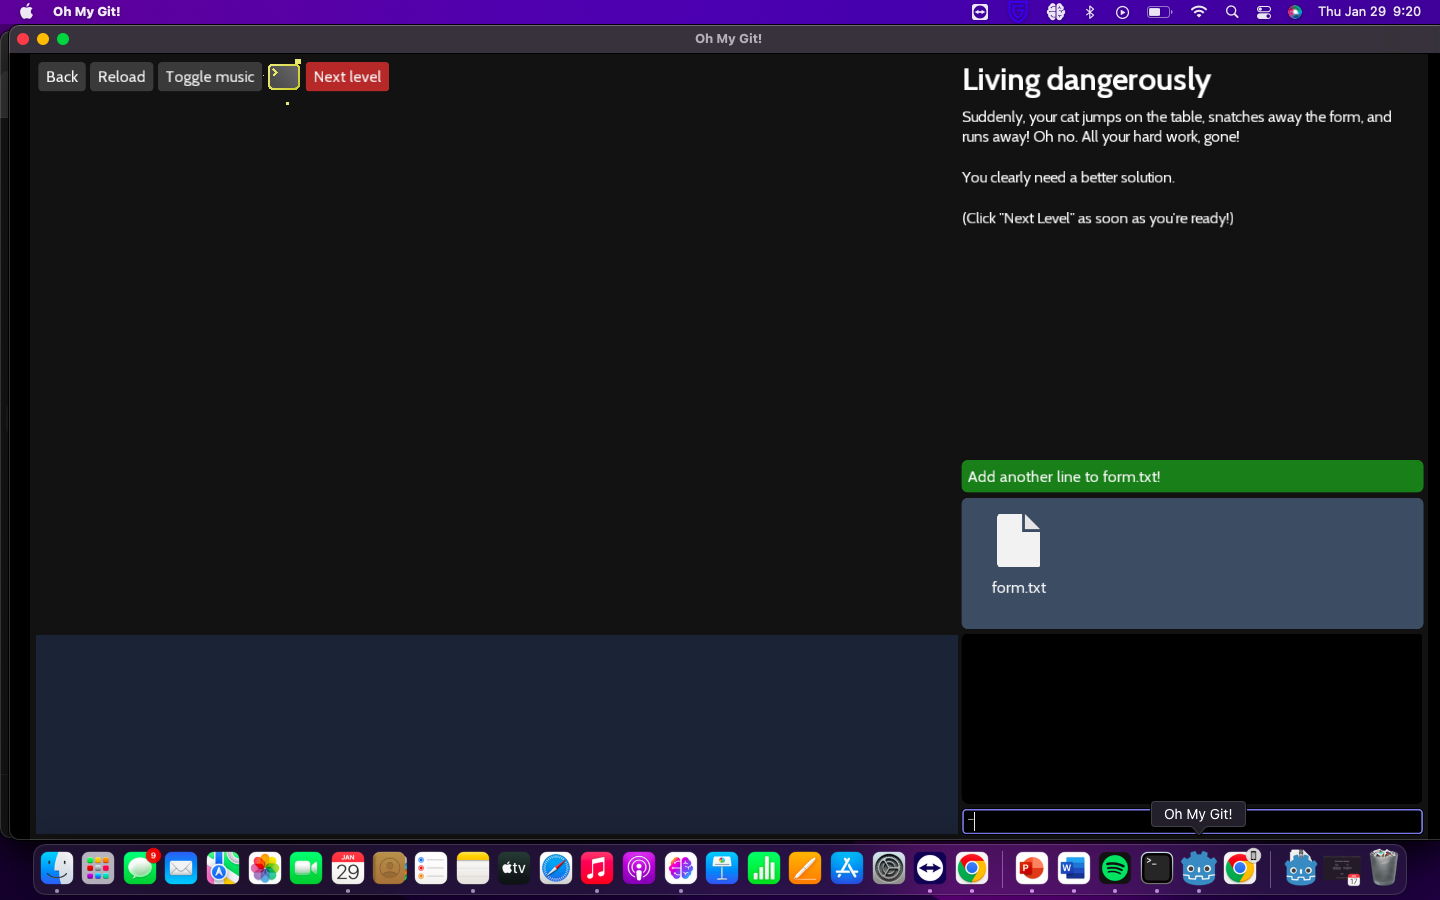 Oh My Git!
Thu Jan 29 9:20
Oh My Git!
Back
Reload
Toggle music
Next level
Living dangerously
Suddenly, your cat jumps on the table, snatches away the form, and
runs away! Oh no. All your hard work, gone!
You clearly need a better solution.
(Click "Next Level" as soon as you're ready!)
Add another line to form.txt!
form.txt
Oh My Git!
9
JAN
29
tv
17